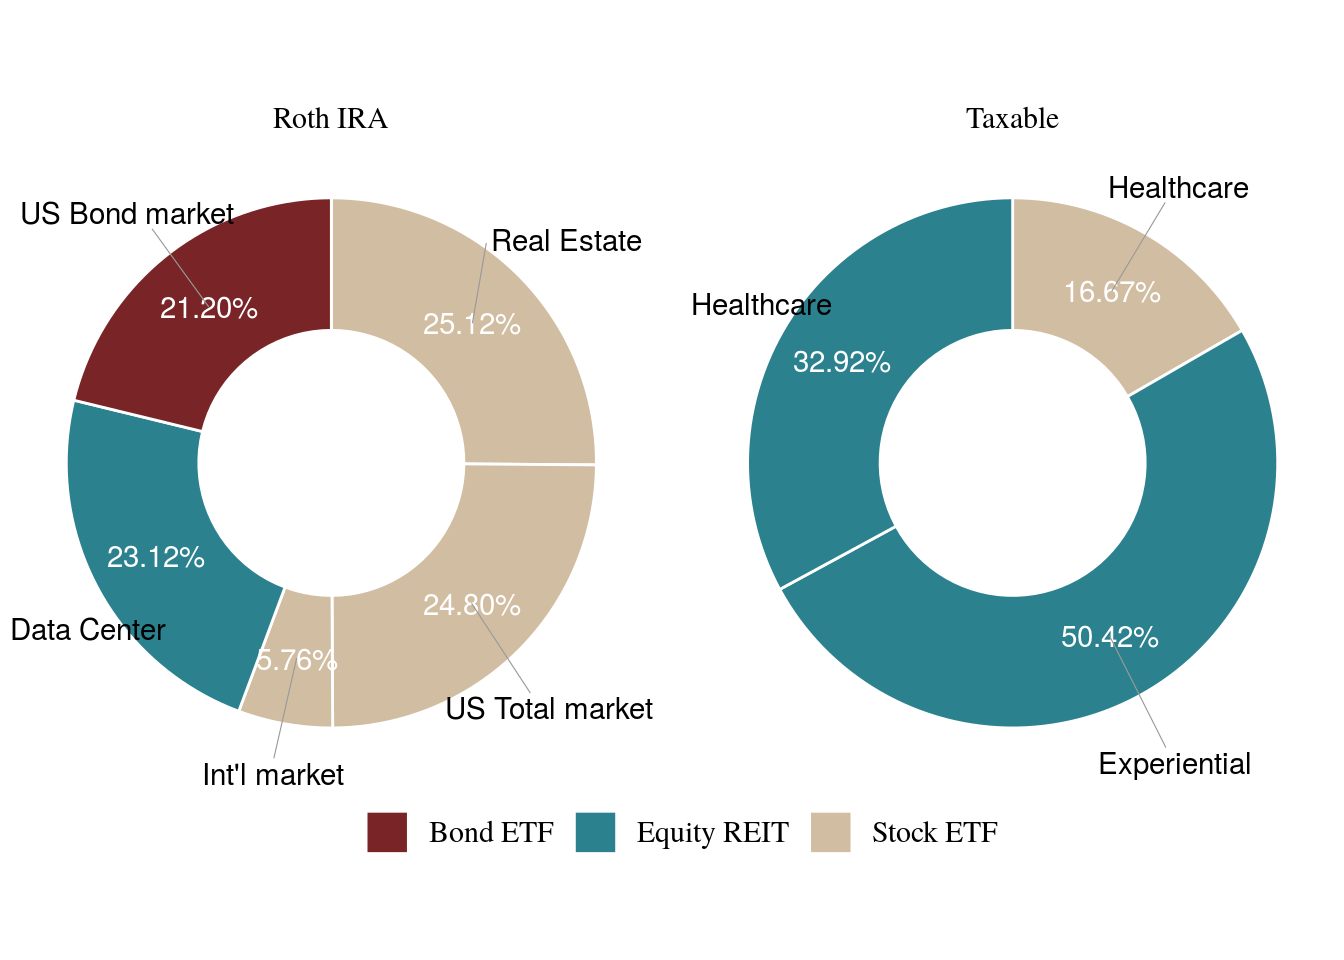 Roth IRA
US Bond market
Real Estate
21.20%
25.12%
23.12%
24.80%
Data Center
5.76%
US Total market
Int'l market
Taxable
Healthcare
16.67%
Healthcare
32.92%
50.42%
Experiential
Bond ETF
Equity REIT
Stock ETF